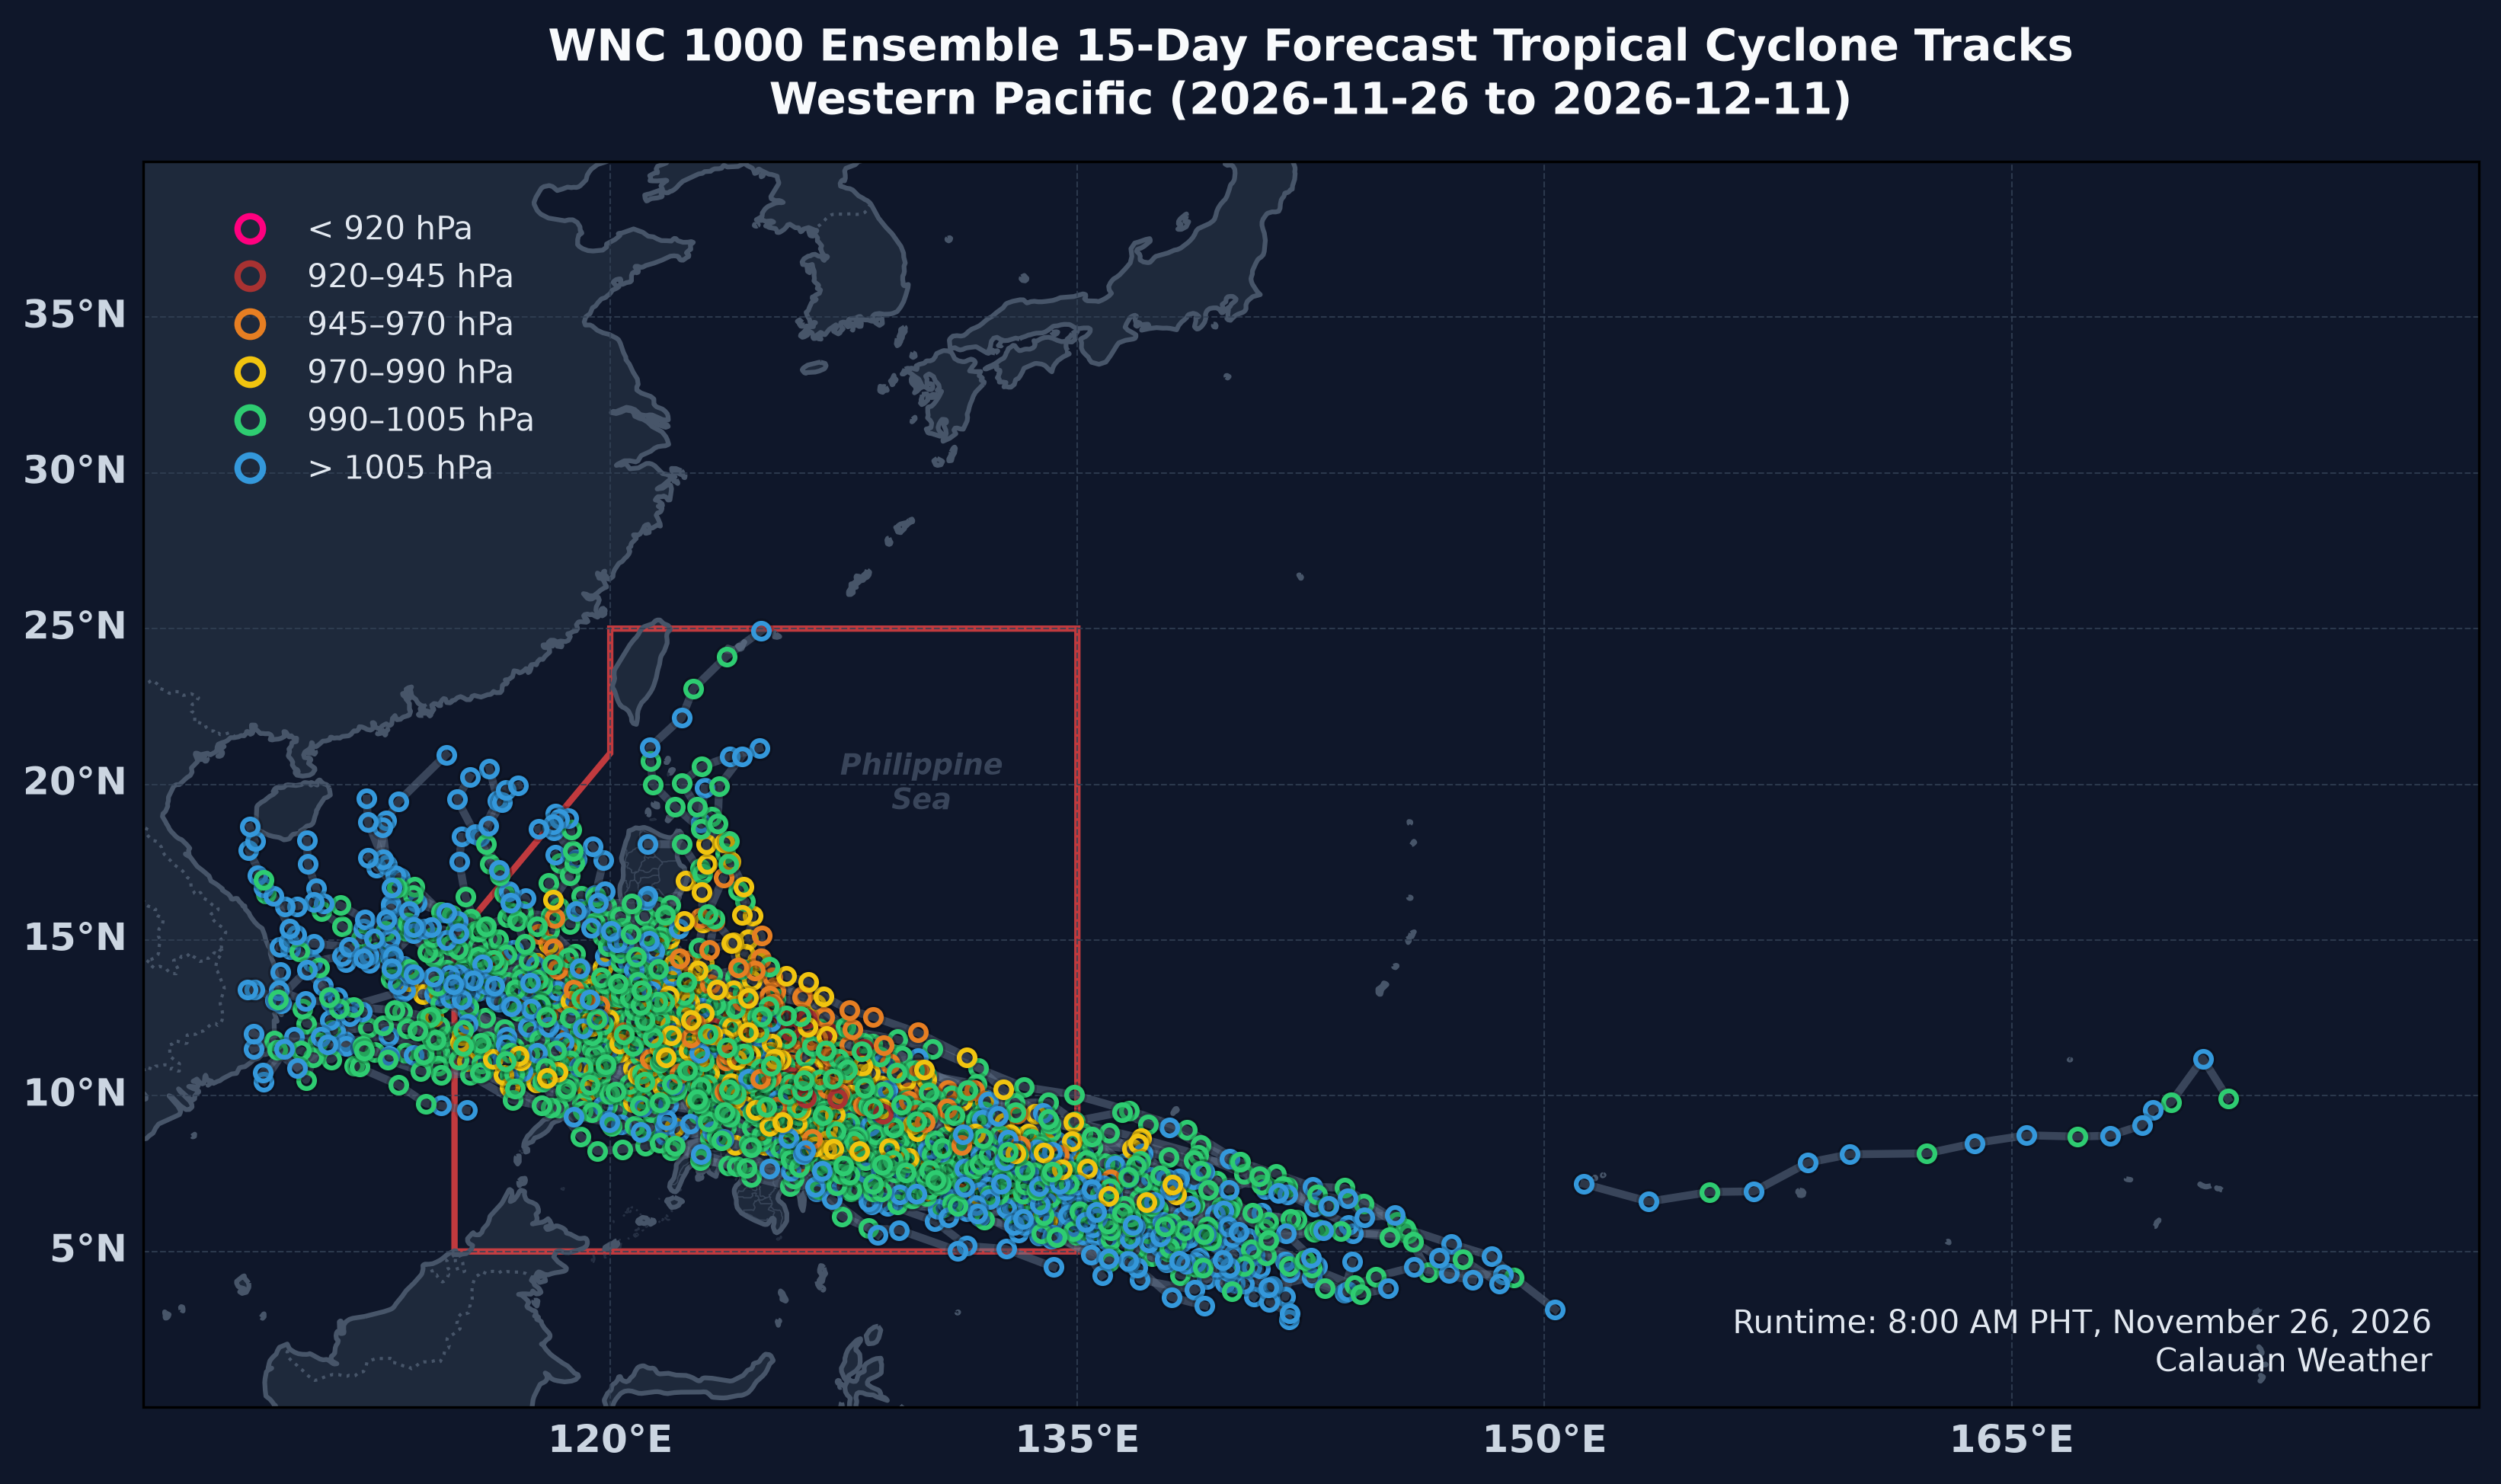 WNC 1000 Ensemble 15-Day Forecast Tropical Cyclone Tracks
Western Pacific (2026-11-26 to 2026-12-11)
< 920 hPa
920–945 hPa
945–970 hPa
970–990 hPa
990–1005 hPa
> 1005 hPa
35°N
30°N
25°N
20°N
15°N
10°N
5°N
Philippine
Sea
Runtime: 8:00 AM PHT, November 26, 2026
Calauan Weather
120°E
135°E
150°E
165°E